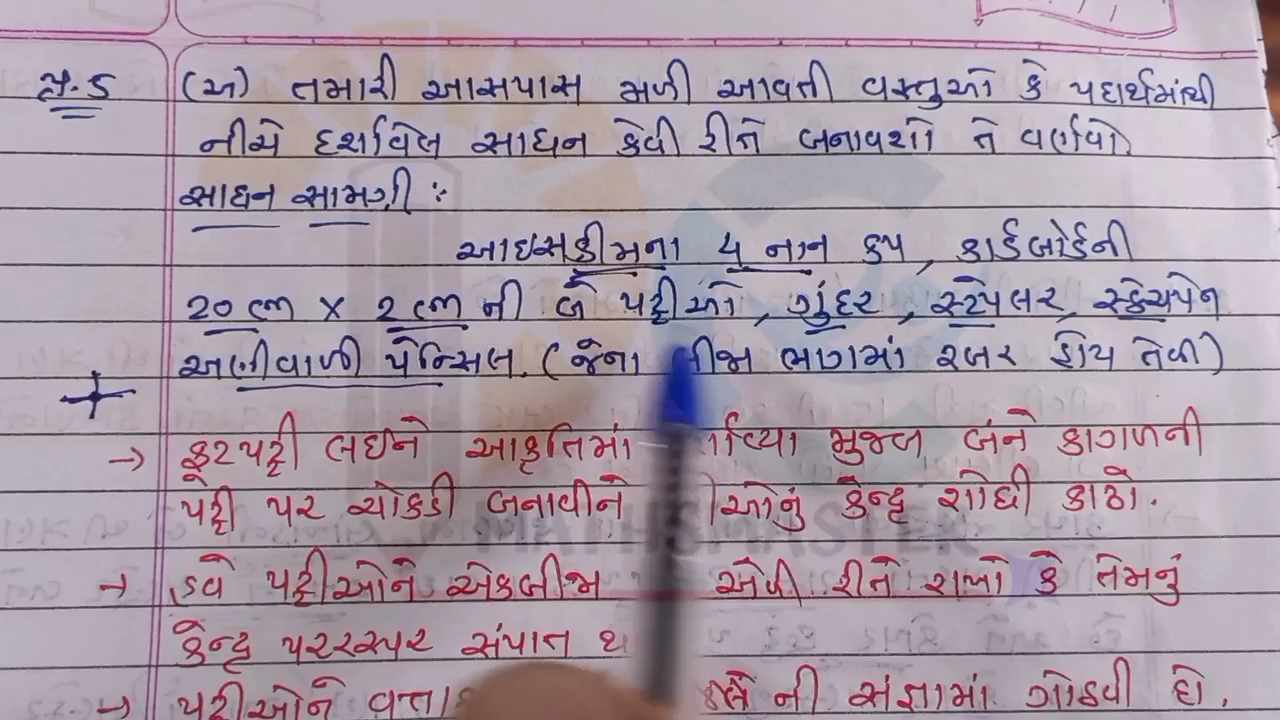 પ્ર.5 (અ) તમારી આસપાસ મળી આવતી વસ્તુઓ કે પદાર્થમાંથી
નીચે દર્શાવેલ સાધન કેવી રીતે બનાવશો તે વર્ણવો.
સાધન સામગ્રી :
આઇસક્રીમના 4 નાન કપ, કાર્ડબોર્ડની
20 cm x 2 cm ની બે પટ્ટીઓ, ગુંદર, સ્ટેપલર, સ્કેચપેન
અણીવાળી પેન્સિલ. (જેના બીજા ભાગમાં રબર હોય તેવી)
→ ફૂટપટ્ટી લઇને આકૃતિમાં મુજબ બંને કાગળની
પટ્ટી પર ચોકડી બનાવીને કેન્દ્ર શોધી કાઢો.
→ હવે પટ્ટીઓને એકબીજા એવી રીતે રાખો કે તેમનું
કેન્દ્ર પરસ્પર સંપાત
→ પટ્ટીઓને ની સંજ્ઞામાં ગોઠવી દો.
MATHSMASTER